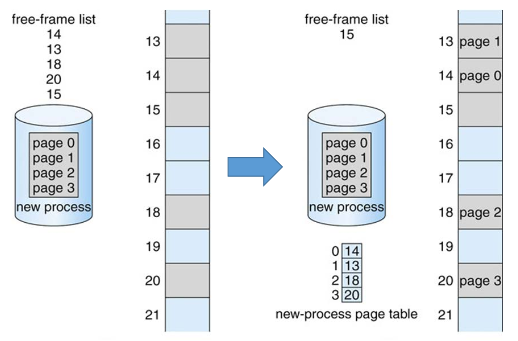 free-frame list
14
13
18
20
15
page 0
page 1
page 2
page 3
new process
13
14
15
16
17
18
19
20
21
free-frame list
15
page 0
page 1
page 2
page 3
new process
0 14
1 13
2 18
3 20
new-process page table
13 page 1
14 page 0
15
16
17
18 page 2
19
20 page 3
21